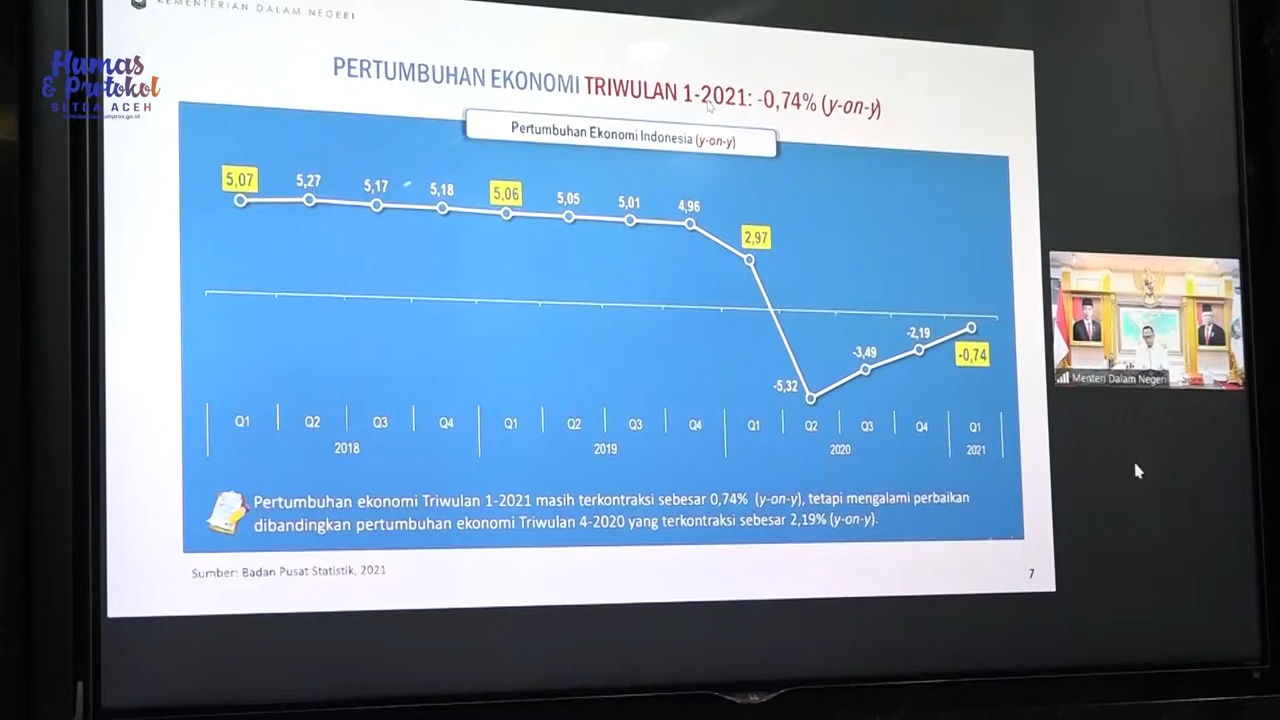 KEMENTERIAN DALAM NEGERI
Humas
& Protokol
SETDA ACEH
PERTUMBUHAN EKONOMI TRIWULAN 1-2021: -0,74% (y-on-y)
Pertumbuhan Ekonomi Indonesia (y-on-y)
5,07 5,27 5,17 5,18 5,06 5,05 5,01 4,96 2,97 -5,32 -3,49 -2,19 -0,74
Q1 Q2 Q3 Q4 Q1 Q2 Q3 Q4 Q1 Q2 Q3 Q4 Q1
2018 2019 2020 2021
Pertumbuhan ekonomi Triwulan 1-2021 masih terkontraksi sebesar 0,74% (y-on-y), tetapi mengalami perbaikan
dibandingkan pertumbuhan ekonomi Triwulan 4-2020 yang terkontraksi sebesar 2,19% (y-on-y).
Sumber: Badan Pusat Statistik, 2021
7
Menteri Dalam Negeri